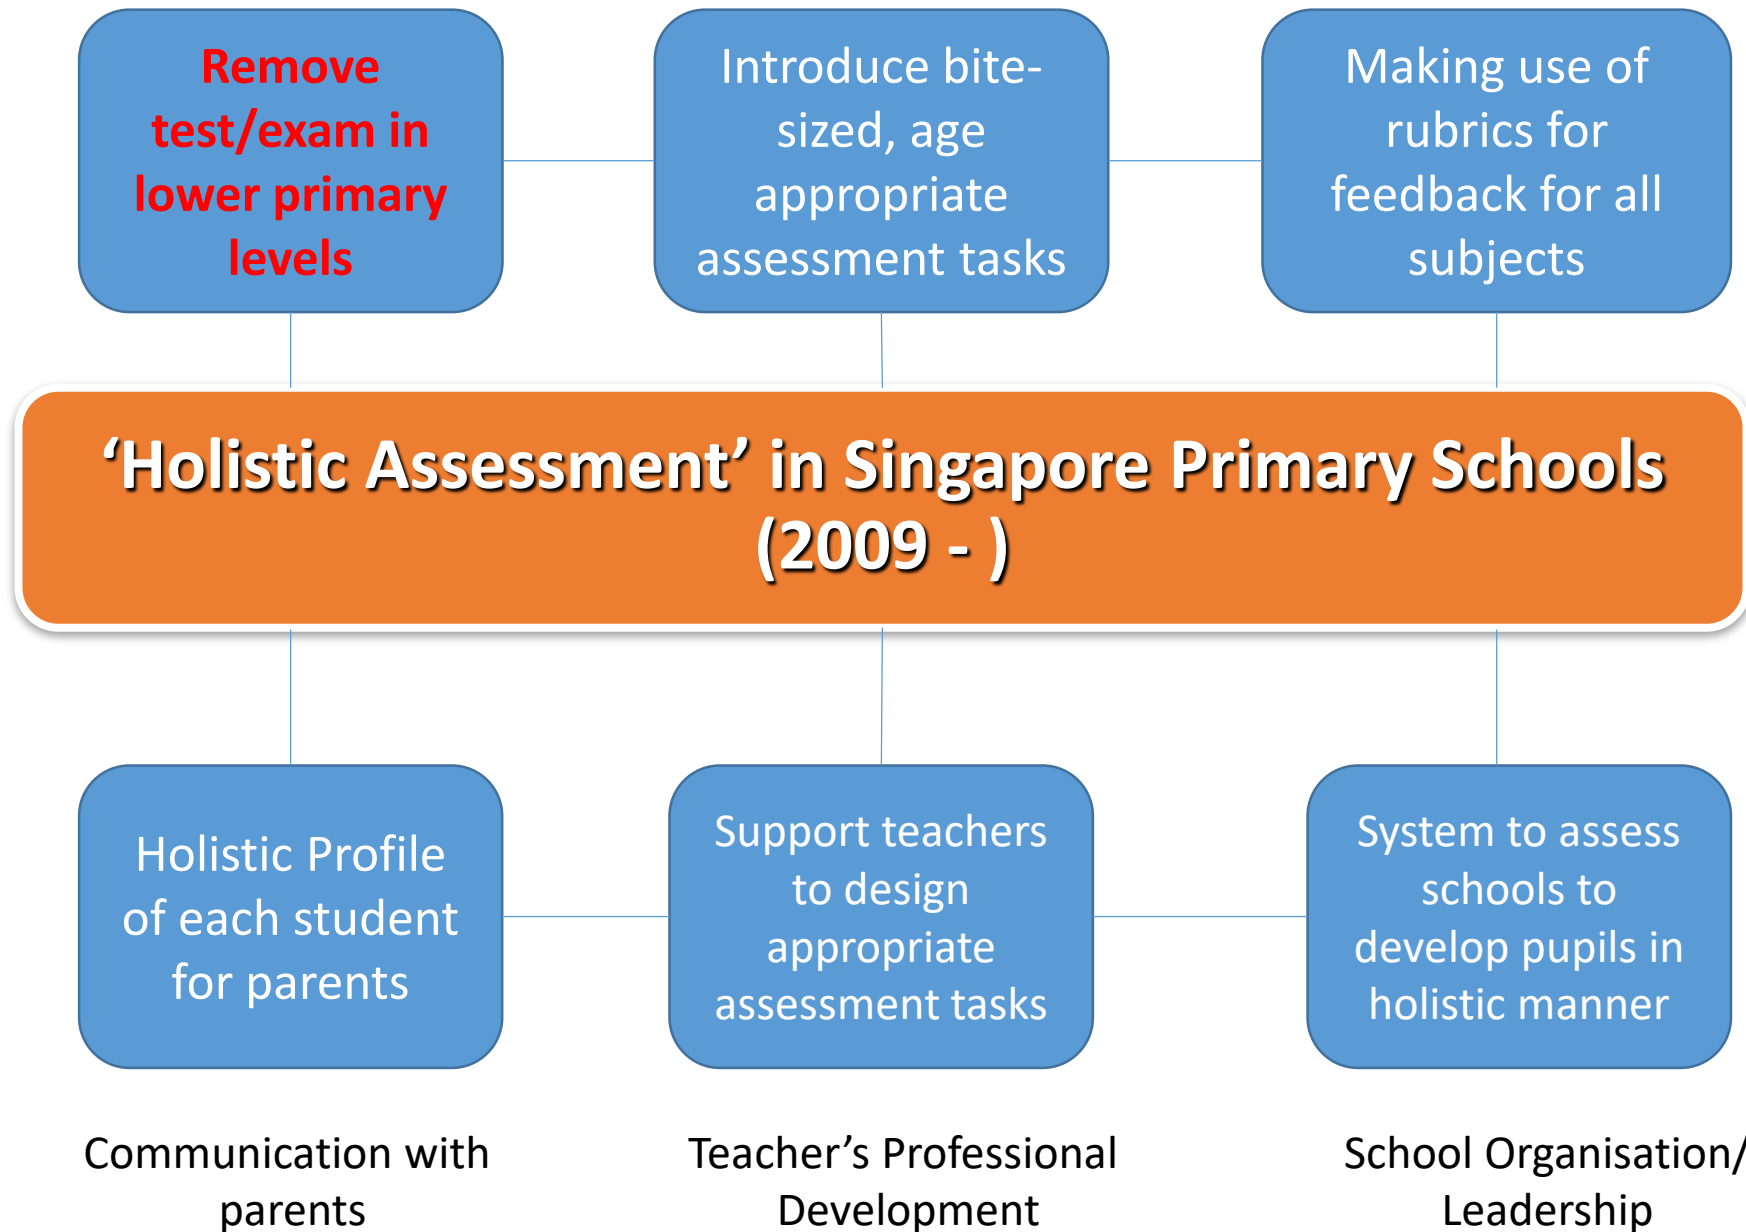 Remove
test/exam in
lower primary
levels
Introduce bite-
sized, age
appropriate
assessment tasks
Making use of
rubrics for
feedback for all
subjects
‘Holistic Assessment’ in Singapore Primary Schools
(2009 - )
Holistic Profile
of each student
for parents
Support teachers
to design
appropriate
assessment tasks
System to assess
schools to
develop pupils in
holistic manner
Communication with
parents
Teacher’s Professional
Development
School Organisation/
Leadership